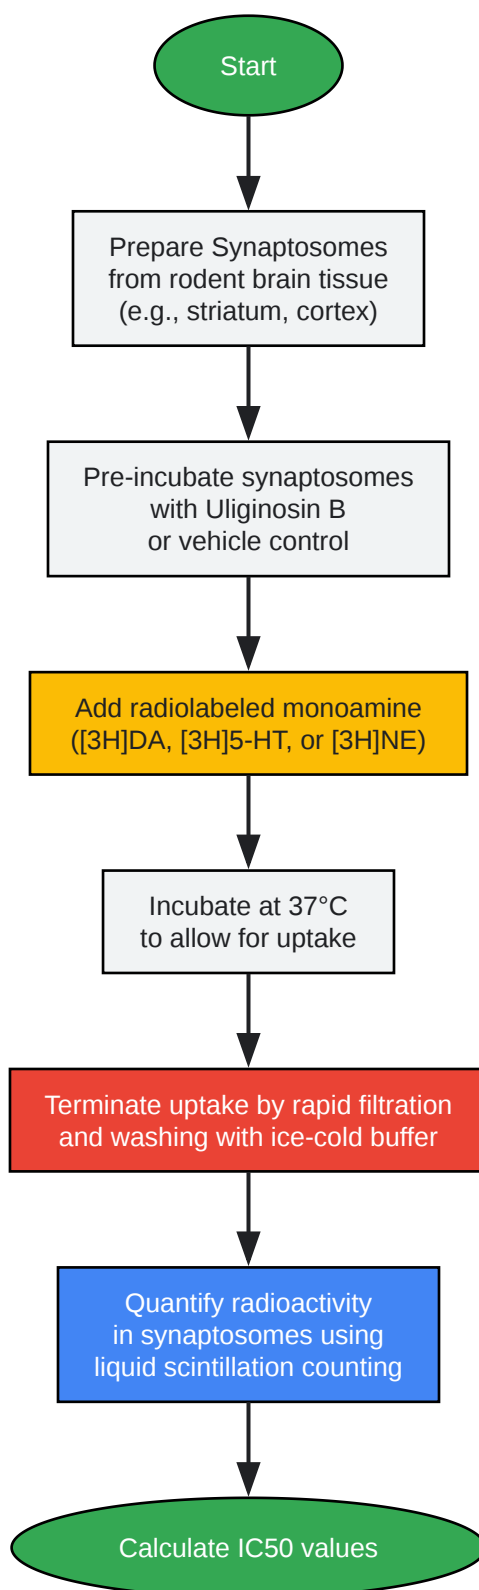 Start
Prepare Synaptosomes
from rodent brain tissue
(e.g., striatum, cortex)
Pre-incubate synaptosomes
with Uliginosin B
or vehicle control
Add radiolabeled monoamine
([3H]DA, [3H]5-HT, or [3H]NE)
Incubate at 37°C
to allow for uptake
Terminate uptake by rapid filtration
and washing with ice-cold buffer
Quantify radioactivity
in synaptosomes using
liquid scintillation counting
Calculate IC50 values